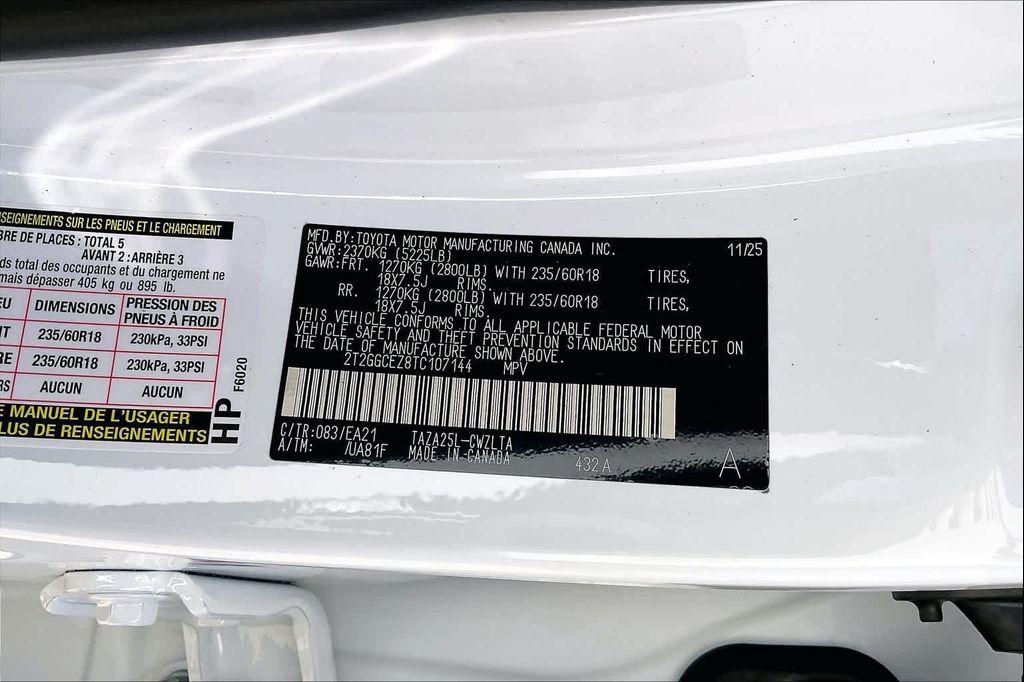 SEIGNEMENTS SUR LES PNEUS ET LE CHARGEMENT
BRE DE PLACES : TOTAL 5
AVANT 2 : ARRIÈRE 3
ds total des occupants et du chargement ne
mais dépasser 405 kg ou 895 lb.
EU DIMENSIONS PRESSION DES PNEUS À FROID
NT 235/60R18 230kPa, 33PSI
RE 235/60R18 230kPa, 33PSI
RS AUCUN AUCUN
E MANUEL DE L'USAGER
LUS DE RENSEIGNEMENTS
HP F6020
MFD.BY:TOYOTA MOTOR MANUFACTURING CANADA INC. 11/25
GVWR:2370KG (5225LB)
GAWR:FRT. 1270KG (2800LB) WITH 235/60R18 TIRES,
18X7.5J RIMS.
RR. 1270KG (2800LB) WITH 235/60R18 TIRES,
18X7.5J RIMS.
THIS VEHICLE CONFORMS TO ALL APPLICABLE FEDERAL MOTOR
VEHICLE SAFETY AND THEFT PREVENTION STANDARDS IN EFFECT ON
THE DATE OF MANUFACTURE SHOWN ABOVE.
2T2GGCEZ8TC107144 MPV
C/TR:083/EA21 TAZA25L-CWZLTA
A/TM: /UA81F MADE IN CANADA 432A A